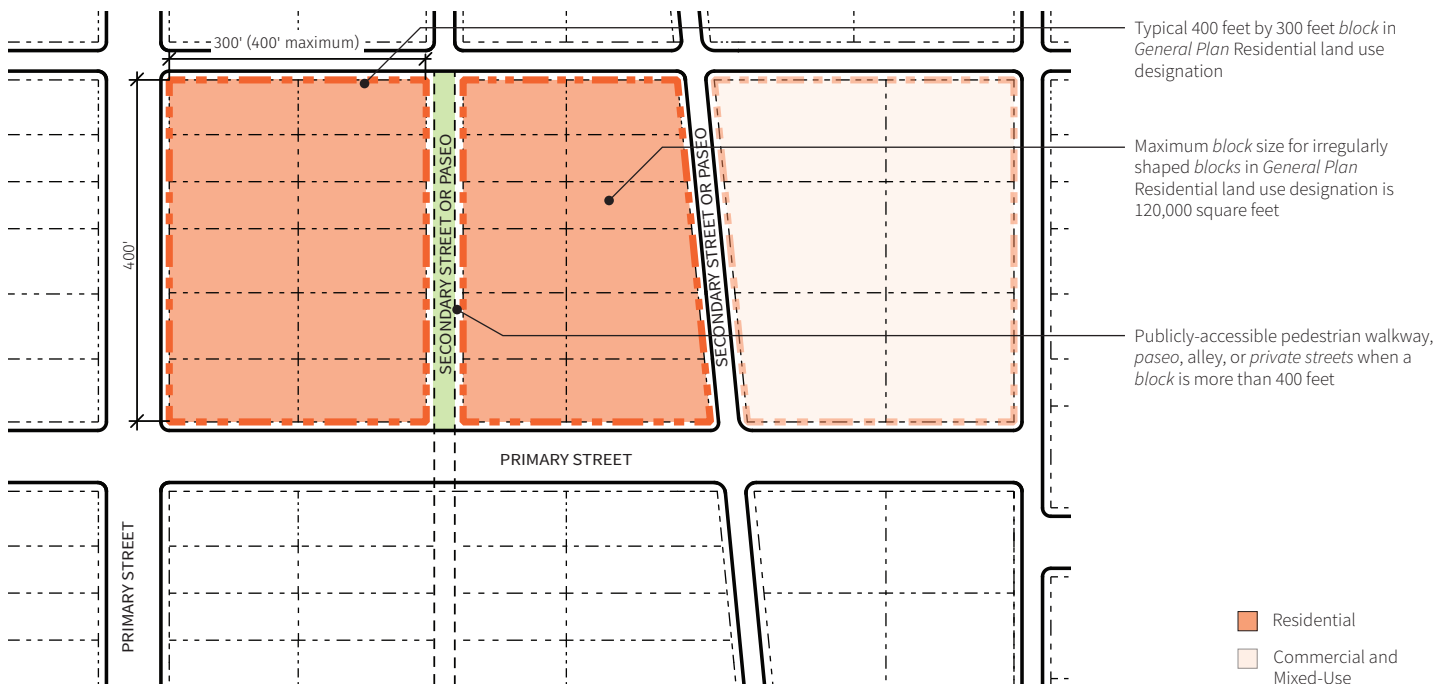 300' (400' maximum)
Typical 400 feet by 300 feet block in
General Plan Residential land use
designation
Maximum block size for irregularly
shaped blocks in General Plan
Residential land use designation is
120,000 square feet
SECONDARY STREET OR PASEO
SECONDARY STREET OR PASEO
400'
Publicly-accessible pedestrian walkway,
paseo, alley, or private streets when a
block is more than 400 feet
PRIMARY STREET
PRIMARY STREET
Residential
Commercial and
Mixed-Use